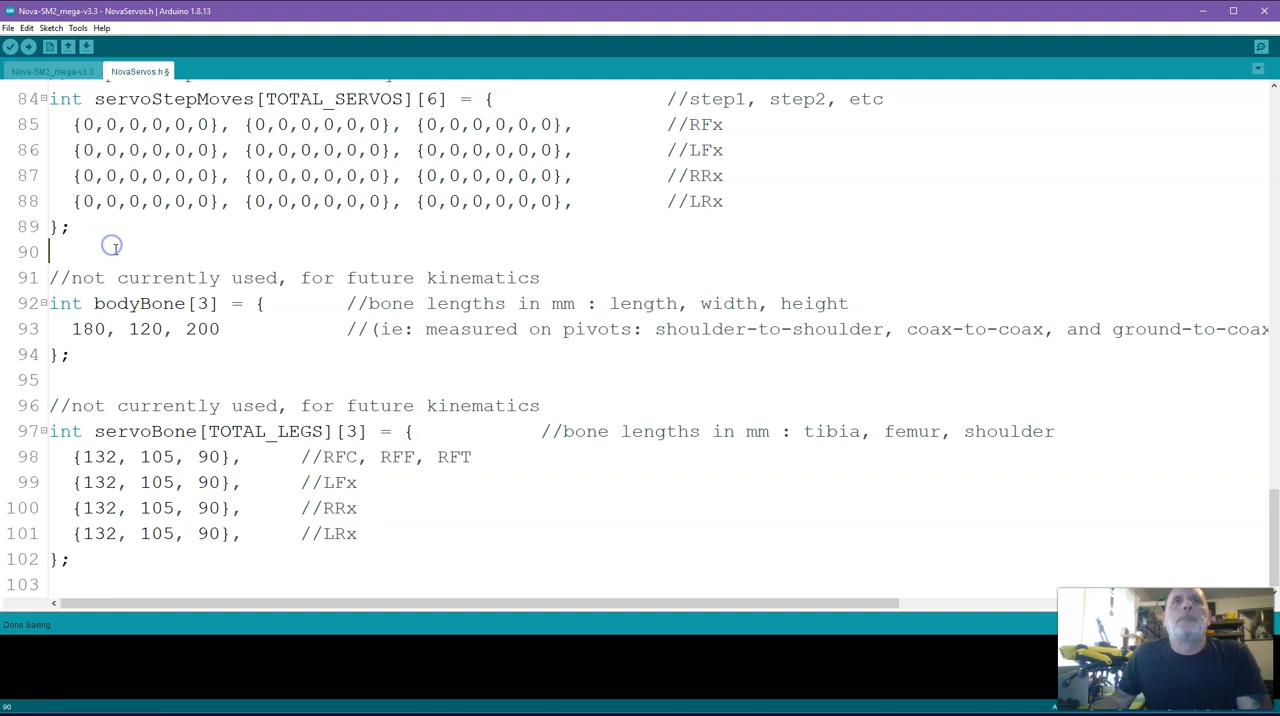 Nova-SM2_mega-v3.3 - NovaServos.h | Arduino 1.8.13
File Edit Sketch Tools Help
Nova-SM2_mega-v3.3 NovaServos.h §
84 int servoStepMoves[TOTAL_SERVOS][6] = { //step1, step2, etc
85 {0,0,0,0,0,0}, {0,0,0,0,0,0}, {0,0,0,0,0,0}, //RFx
86 {0,0,0,0,0,0}, {0,0,0,0,0,0}, {0,0,0,0,0,0}, //LFx
87 {0,0,0,0,0,0}, {0,0,0,0,0,0}, {0,0,0,0,0,0}, //RRx
88 {0,0,0,0,0,0}, {0,0,0,0,0,0}, {0,0,0,0,0,0}, //LRx
89 };
90
91 //not currently used, for future kinematics
92 int bodyBone[3] = { //bone lengths in mm : length, width, height
93 180, 120, 200 //(ie: measured on pivots: shoulder-to-shoulder, coax-to-coax, and ground-to-coax
94 };
95
96 //not currently used, for future kinematics
97 int servoBone[TOTAL_LEGS][3] = { //bone lengths in mm : tibia, femur, shoulder
98 {132, 105, 90}, //RFC, RFF, RFT
99 {132, 105, 90}, //LFx
100 {132, 105, 90}, //RRx
101 {132, 105, 90}, //LRx
102 };
103
Done Saving.
90